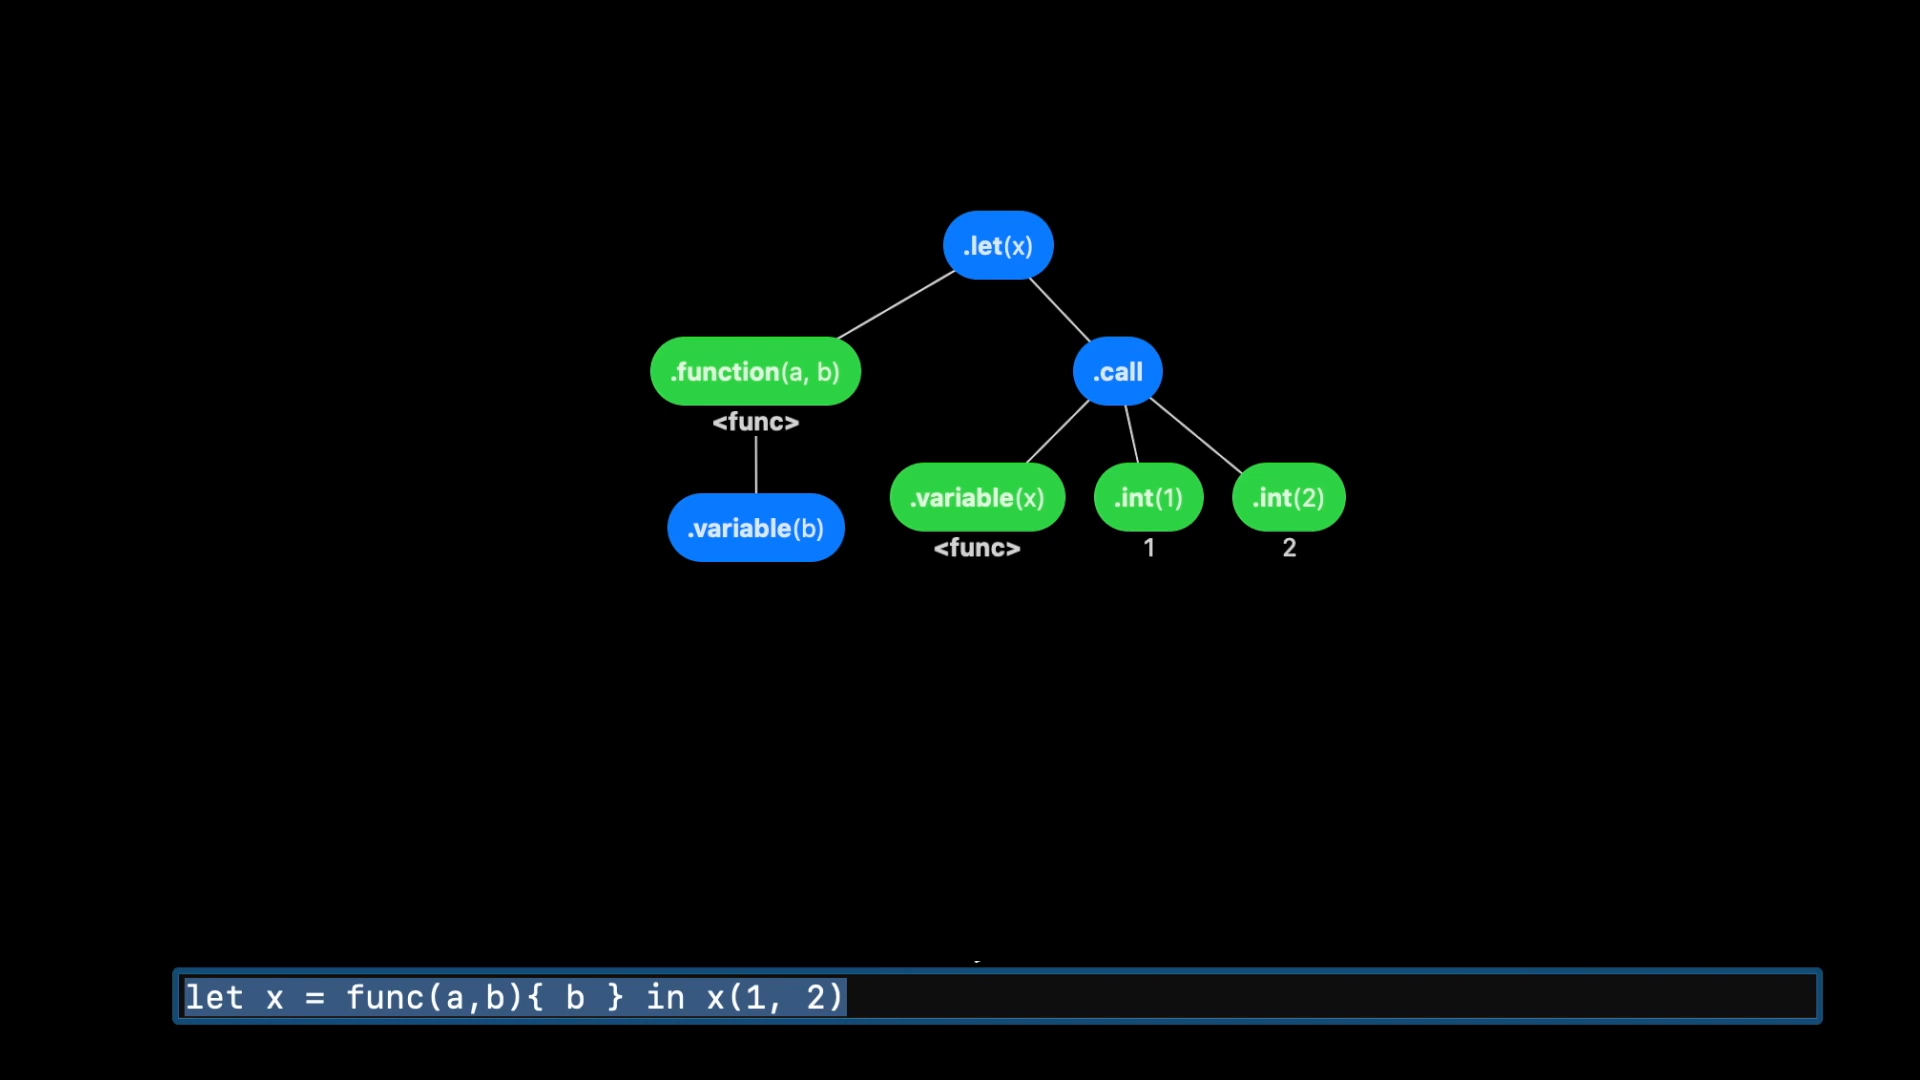 .let(x)
.function(a, b)
.call
<func>
.variable(x)
.int(1)
.int(2)
.variable(b)
<func>
1
2
let x = func(a,b){ b } in x(1, 2)